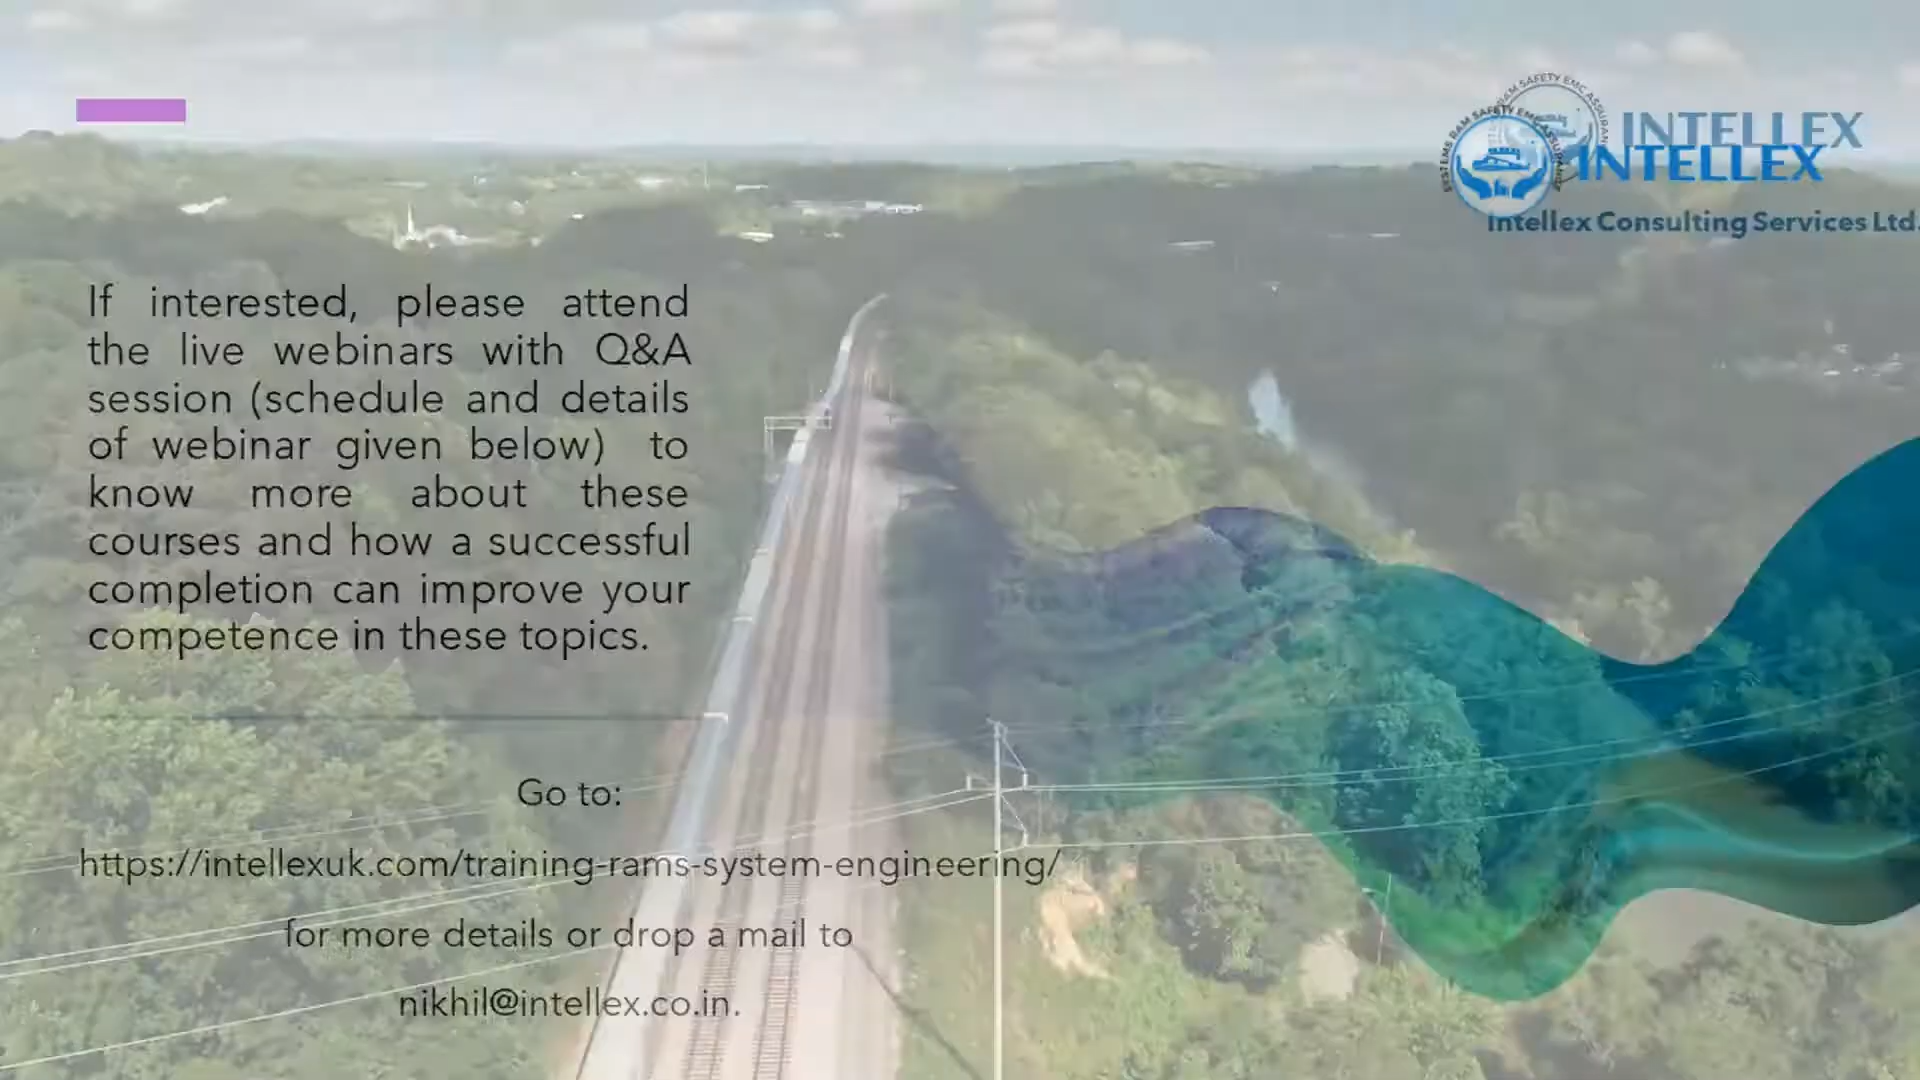 INTELLEX
INTELLEX
Intellex Consulting Services Ltd.
If interested, please attend
the live webinars with Q&A
session (schedule and details
of webinar given below) to
know more about these
courses and how a successful
completion can improve your
competence in these topics.
Go to:
https://intellexuk.com/training-rams-system-engineering/
for more details or drop a mail to
nikhil@intellex.co.in.